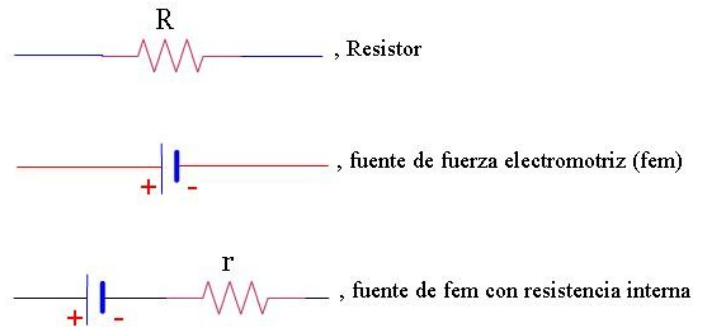 R
, Resistor
, fuente de fuerza electromotriz (fem)
+ -
r
, fuente de fem con resistencia interna
+ -